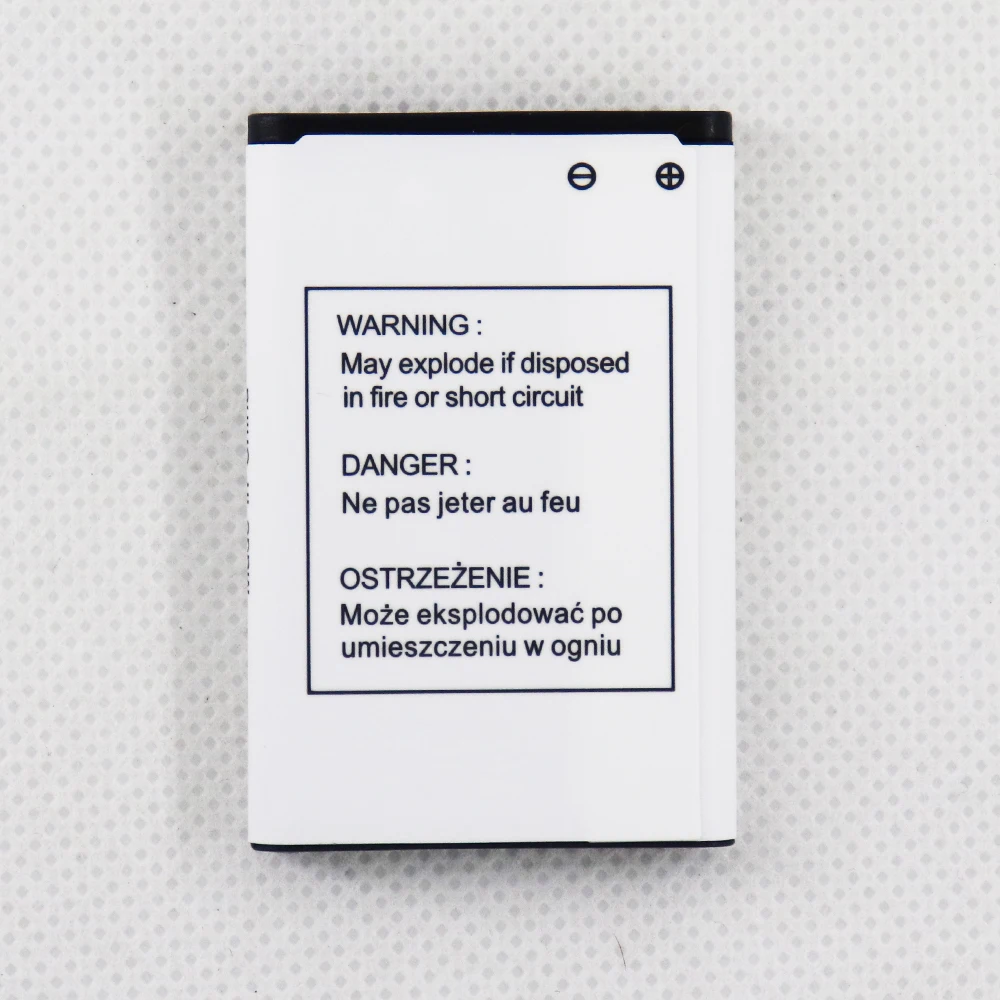 WARNING :
May explode if disposed
in fire or short circuit
DANGER :
Ne pas jeter au feu
OSTRZEŻENIE :
Może eksplodować po
umieszczeniu w ogniu